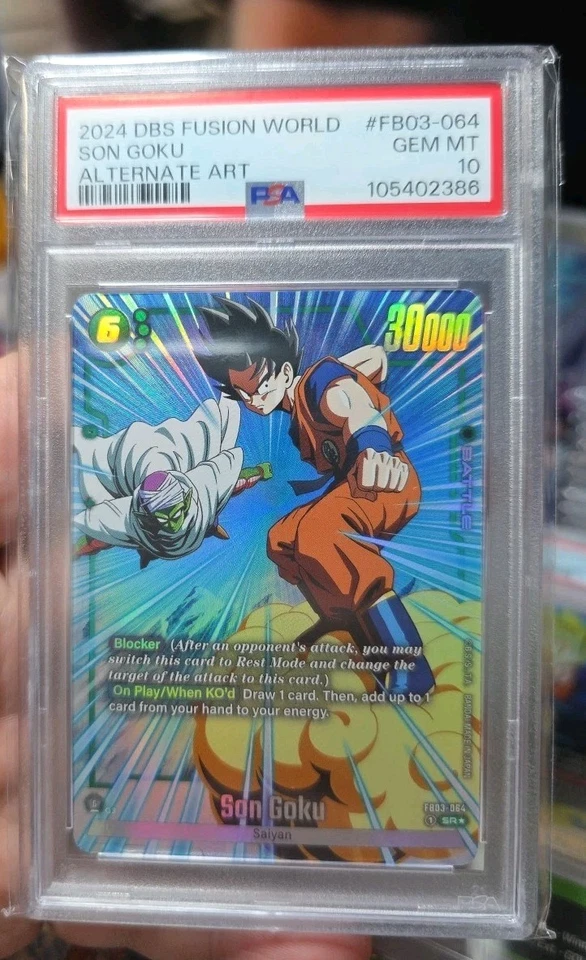 2024 DBS FUSION WORLD #FB03-064
SON GOKU GEM MT
ALTERNATE ART 10
PSA 105402386
6 30000
BATTLE
Blocker (After an opponent's attack, you may
switch this card to Rest Mode and change the
target of the attack to this card.)
On Play/When KO'd Draw 1 card. Then, add up to 1
card from your hand to your energy.
Son Goku
Saiyan
FB03-064
1 SR★